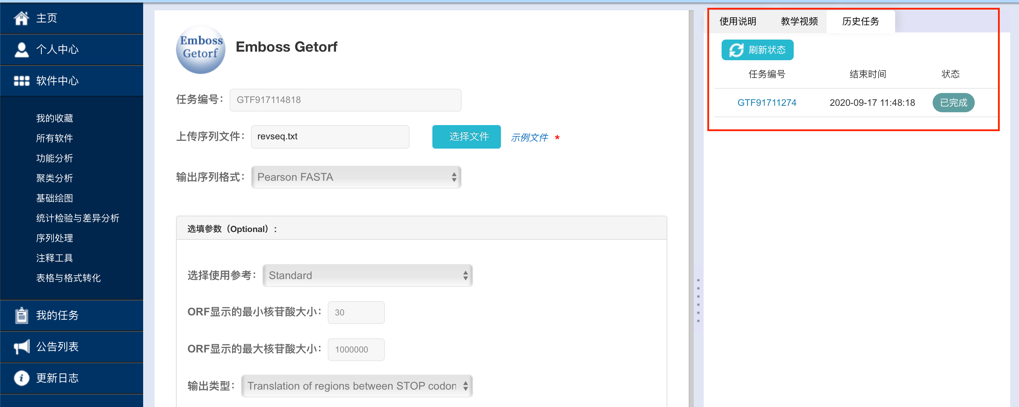 主页
个人中心
软件中心
我的收藏
所有软件
功能分析
聚类分析
基础绘图
统计检验与差异分析
序列处理
注释工具
表格与格式转化
我的任务
公告列表
更新日志
Emboss
Getorf
Emboss Getorf
任务编号： GTF917114818
上传序列文件： revseq.txt 选择文件 示例文件 *
输出序列格式： Pearson FASTA
选填参数（Optional）:
选择使用参考： Standard
ORF显示的最小核苷酸大小： 30
ORF显示的最大核苷酸大小： 1000000
输出类型： Translation of regions between STOP codon
使用说明 教学视频 历史任务
刷新状态
任务编号 结束时间 状态
GTF91711274 2020-09-17 11:48:18 已完成